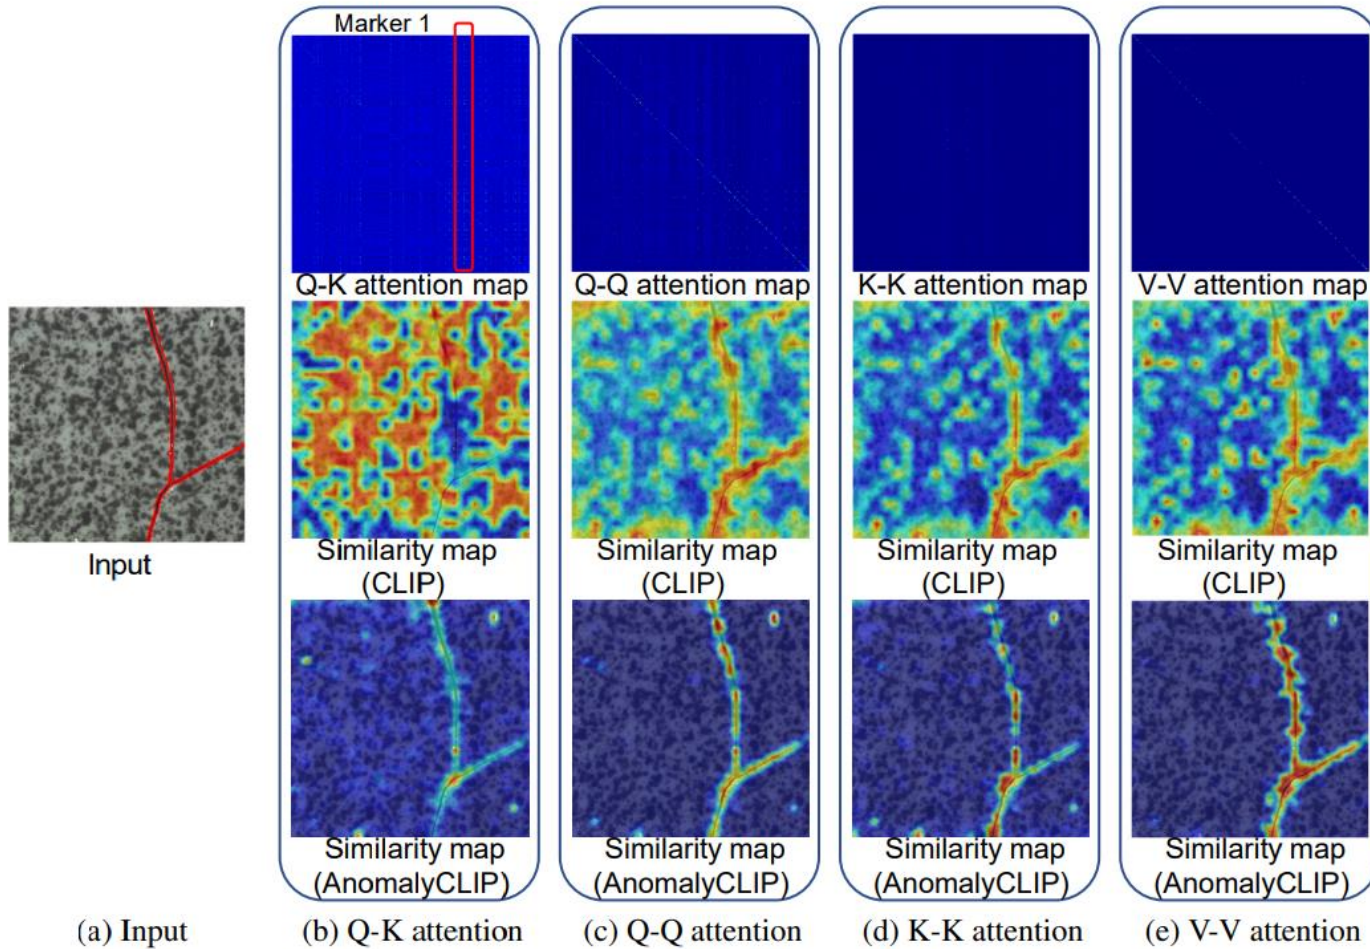 Marker 1
Q-K attention map
Q-Q attention map
K-K attention map
V-V attention map
Input
Similarity map
(CLIP)
Similarity map
(CLIP)
Similarity map
(CLIP)
Similarity map
(CLIP)
Similarity map
(AnomalyCLIP)
Similarity map
(AnomalyCLIP)
Similarity map
(AnomalyCLIP)
Similarity map
(AnomalyCLIP)
(a) Input
(b) Q-K attention
(c) Q-Q attention
(d) K-K attention
(e) V-V attention